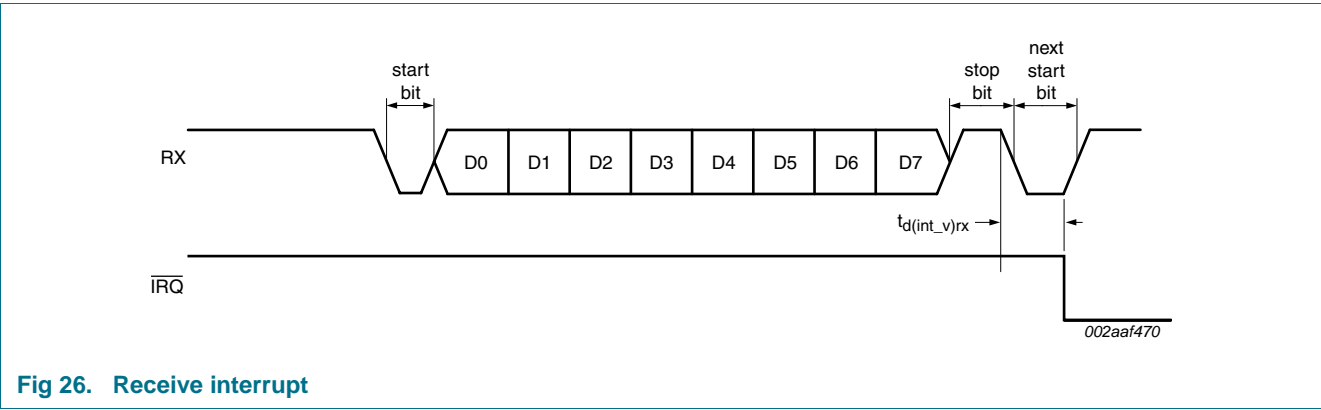 start
bit
stop
bit
next
start
bit
RX
D0 D1 D2 D3 D4 D5 D6 D7
td(int_v)rx
IRQ
002aaf470
Fig 26. Receive interrupt